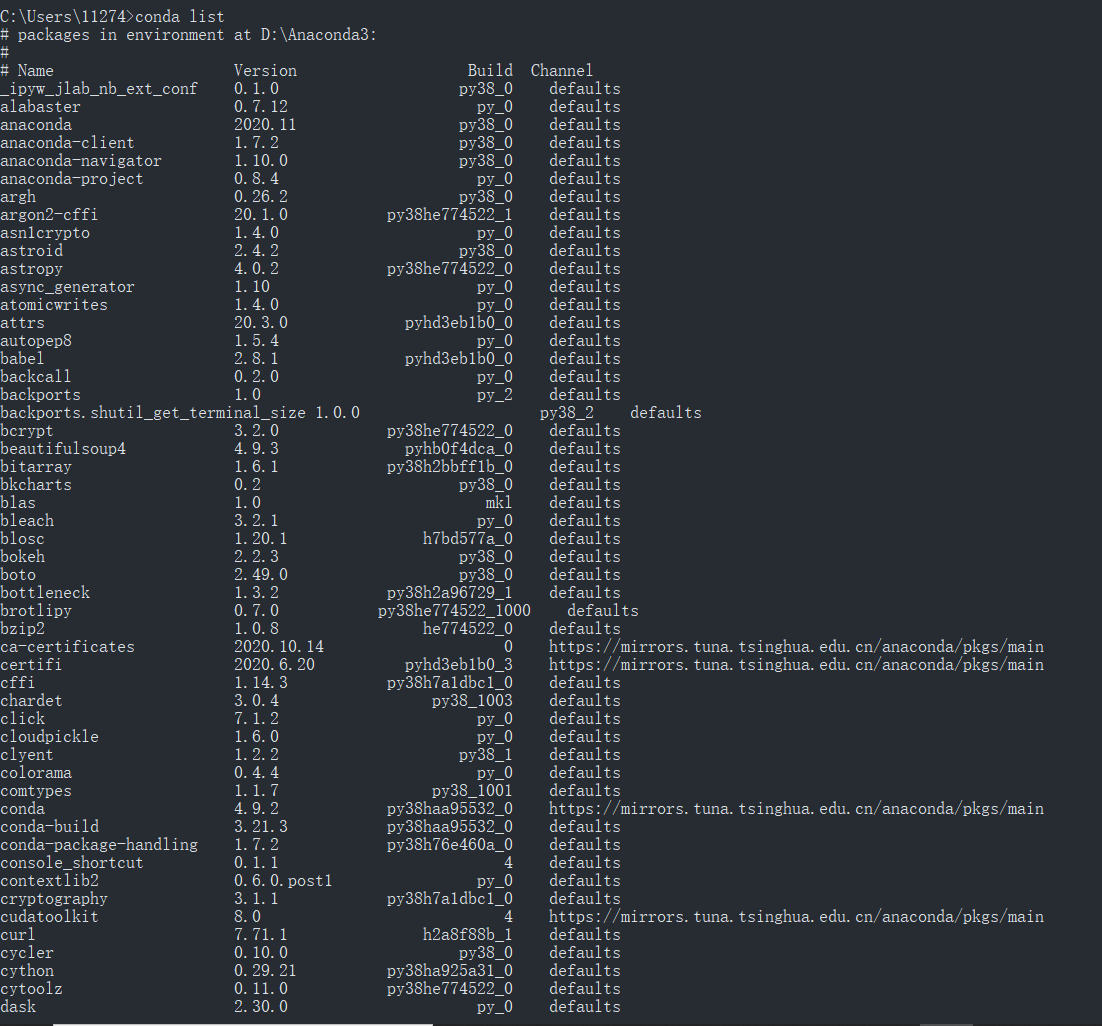 C:\Users\11274>conda list
# packages in environment at D:\Anaconda3:
#
# Name                    Version                   Build  Channel
_ipyw_jlab_nb_ext_conf    0.1.0                    py38_0    defaults
alabaster                 0.7.12                     py_0    defaults
anaconda                  2020.11                  py38_0    defaults
anaconda-client           1.7.2                    py38_0    defaults
anaconda-navigator        1.10.0                   py38_0    defaults
anaconda-project          0.8.4                      py_0    defaults
argh                      0.26.2                   py38_0    defaults
argon2-cffi               20.1.0           py38he774522_1    defaults
asn1crypto                1.4.0                      py_0    defaults
astroid                   2.4.2                    py38_0    defaults
astropy                   4.0.2            py38he774522_0    defaults
async_generator           1.10                       py_0    defaults
atomicwrites              1.4.0                      py_0    defaults
attrs                     20.3.0             pyhd3eb1b0_0    defaults
autopep8                  1.5.4                      py_0    defaults
babel                     2.8.1              pyhd3eb1b0_0    defaults
backcall                  0.2.0                      py_0    defaults
backports                 1.0                        py_2    defaults
backports.shutil_get_terminal_size 1.0.0                    py38_2    defaults
bcrypt                    3.2.0            py38he774522_0    defaults
beautifulsoup4            4.9.3              pyhb0f4dca_0    defaults
bitarray                  1.6.1            py38h2bbff1b_0    defaults
bkcharts                  0.2                      py38_0    defaults
blas                      1.0                         mkl    defaults
bleach                    3.2.1                      py_0    defaults
blosc                     1.20.1               h7bd577a_0    defaults
bokeh                     2.2.3                    py38_0    defaults
boto                      2.49.0                   py38_0    defaults
bottleneck                1.3.2            py38h2a96729_1    defaults
brotlipy                  0.7.0           py38he774522_1000    defaults
bzip2                     1.0.8                he774522_0    defaults
ca-certificates           2020.10.14                    0    https://mirrors.tuna.tsinghua.edu.cn/anaconda/pkgs/main
certifi                   2020.6.20          pyhd3eb1b0_3    https://mirrors.tuna.tsinghua.edu.cn/anaconda/pkgs/main
cffi                      1.14.3           py38h7a1dbc1_0    defaults
chardet                   3.0.4                 py38_1003    defaults
click                     7.1.2                      py_0    defaults
cloudpickle               1.6.0                      py_0    defaults
clyent                    1.2.2                    py38_1    defaults
colorama                  0.4.4                      py_0    defaults
comtypes                  1.1.7                 py38_1001    defaults
conda                     4.9.2            py38haa95532_0    https://mirrors.tuna.tsinghua.edu.cn/anaconda/pkgs/main
conda-build               3.21.3           py38haa95532_0    defaults
conda-package-handling    1.7.2            py38h76e460a_0    defaults
console_shortcut          0.1.1                         4    defaults
contextlib2               0.6.0.post1                py_0    defaults
cryptography              3.1.1            py38h7a1dbc1_0    defaults
cudatoolkit               8.0                           4    https://mirrors.tuna.tsinghua.edu.cn/anaconda/pkgs/main
curl                      7.71.1               h2a8f88b_1    defaults
cycler                    0.10.0                   py38_0    defaults
cython                    0.29.21          py38ha925a31_0    defaults
cytoolz                   0.11.0           py38he774522_0    defaults
dask                      2.30.0                     py_0    defaults